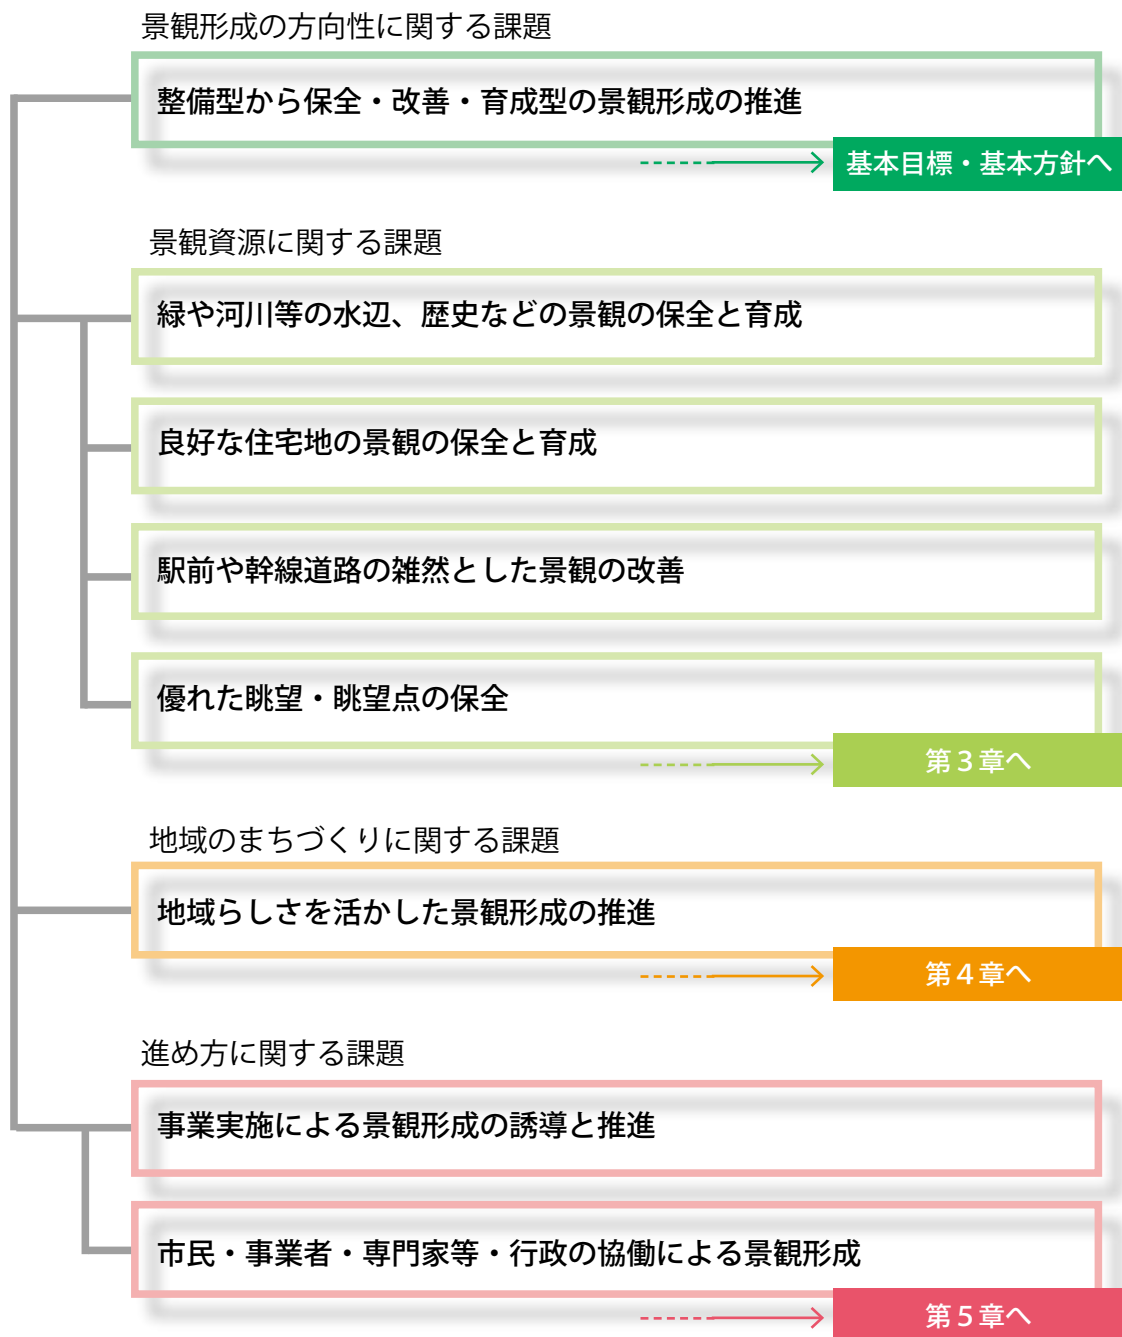 景観形成の方向性に関する課題
整備型から保全・改善・育成型の景観形成の推進
基本目標・基本方針へ
景観資源に関する課題
緑や河川等の水辺、歴史などの景観の保全と育成
良好な住宅地の景観の保全と育成
駅前や幹線道路の雑然とした景観の改善
優れた眺望・眺望点の保全
第３章へ
地域のまちづくりに関する課題
地域らしさを活かした景観形成の推進
第４章へ
進め方に関する課題
事業実施による景観形成の誘導と推進
市民・事業者・専門家等・行政の協働による景観形成
第５章へ